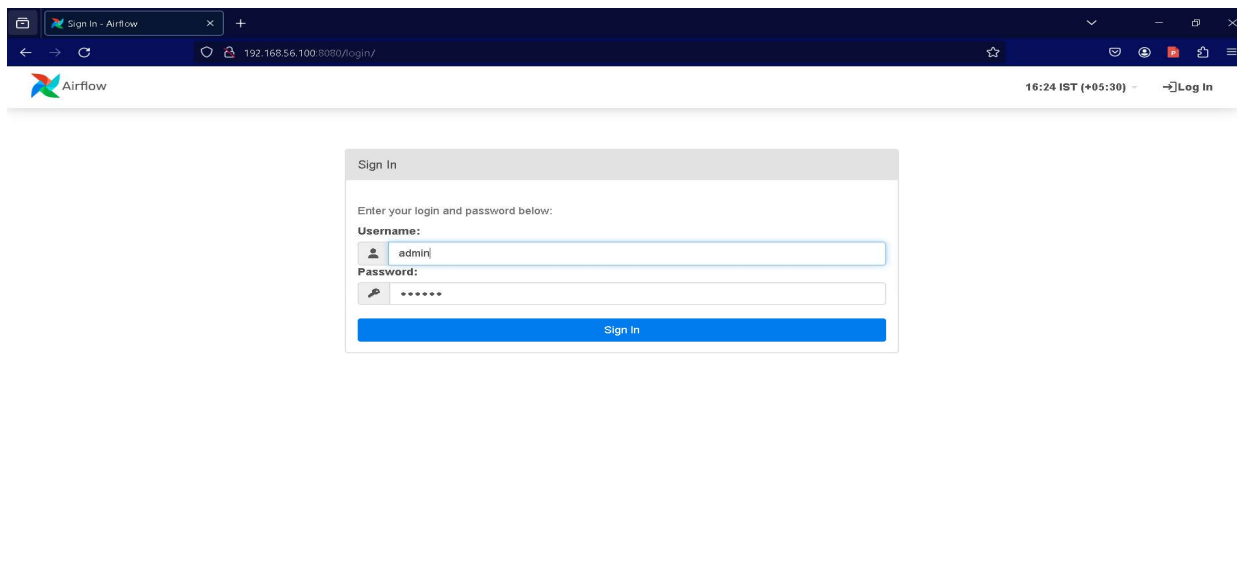 Sign In - Airflow
192.168.56.100:8080/login/
Airflow
16:24 IST (+05:30)
Log In
Sign In
Enter your login and password below:
Username:
admin
Password:
••••••
Sign In